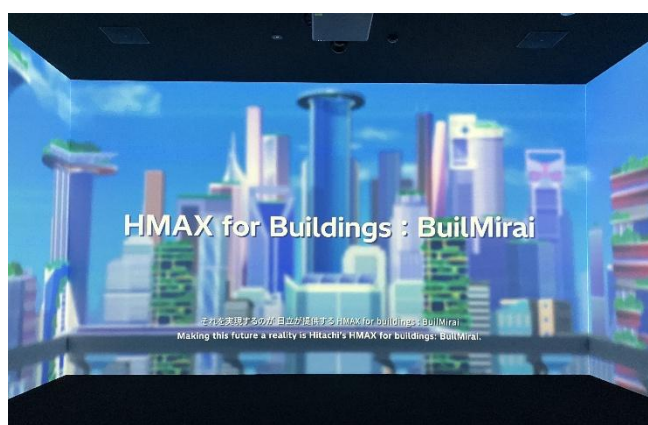 HMAX for Buildings：BuilMirai
それを実現するのが 日立が提供する HMAX for buildings : BuilMirai
Making this future a reality is Hitachi's HMAX for buildings: BuilMirai.